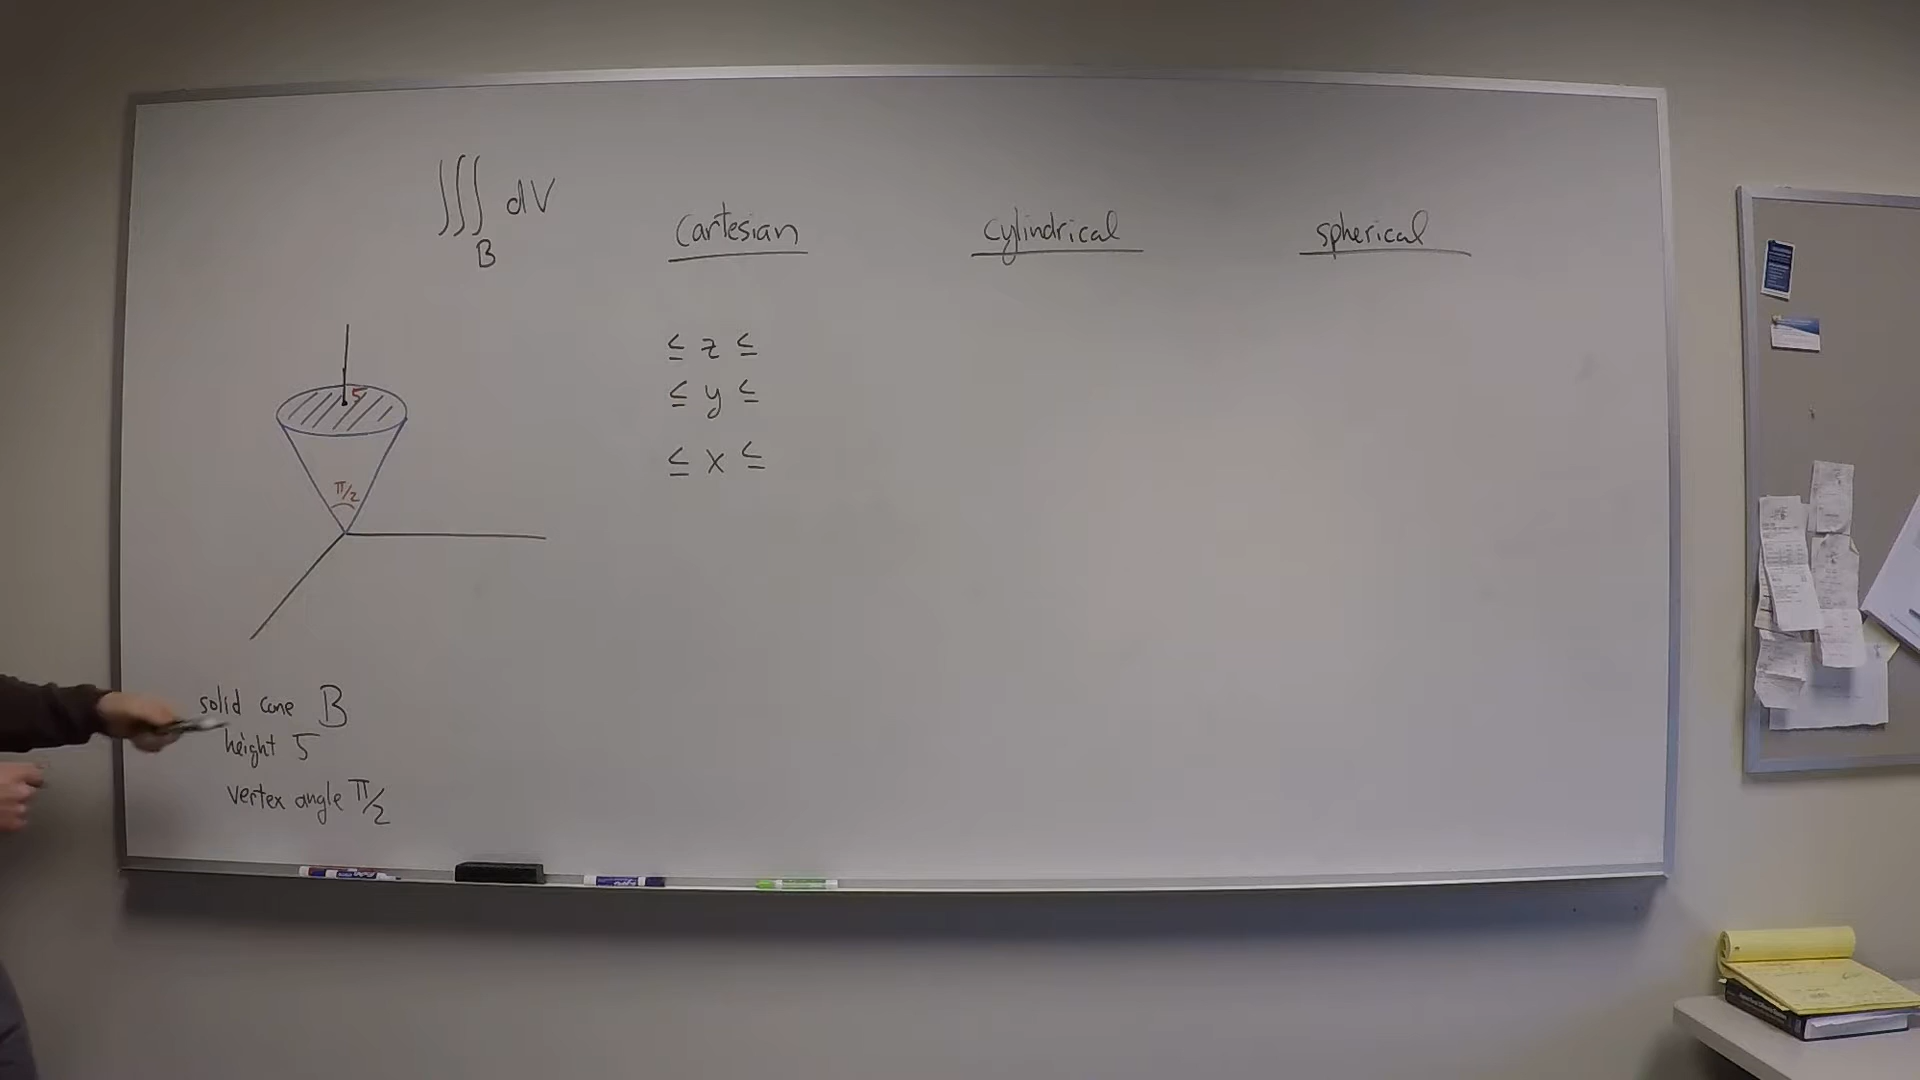 ∭ dV
B
Cartesian
cylindrical
spherical
≤ z ≤
≤ y ≤
≤ x ≤
5
π/2
solid cone B
height 5
vertex angle π/2